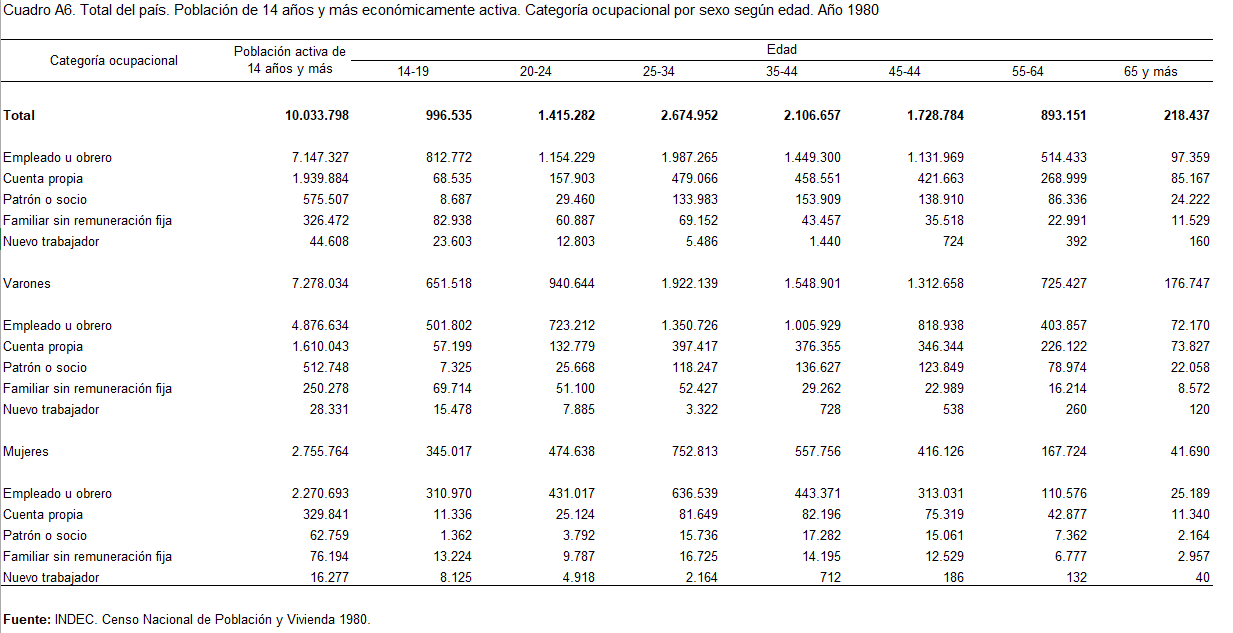 Cuadro A6. Total del país. Población de 14 años y más económicamente activa. Categoría ocupacional por sexo según edad. Año 1980
Categoría ocupacional Población activa de 14 años y más Edad
14-19 20-24 25-34 35-44 45-44 55-64 65 y más
Total 10.033.798 996.535 1.415.282 2.674.952 2.106.657 1.728.784 893.151 218.437
Empleado u obrero 7.147.327 812.772 1.154.229 1.987.265 1.449.300 1.131.969 514.433 97.359
Cuenta propia 1.939.884 68.535 157.903 479.066 458.551 421.663 268.999 85.167
Patrón o socio 575.507 8.687 29.460 133.983 153.909 138.910 86.336 24.222
Familiar sin remuneración fija 326.472 82.938 60.887 69.152 43.457 35.518 22.991 11.529
Nuevo trabajador 44.608 23.603 12.803 5.486 1.440 724 392 160
Varones 7.278.034 651.518 940.644 1.922.139 1.548.901 1.312.658 725.427 176.747
Empleado u obrero 4.876.634 501.802 723.212 1.350.726 1.005.929 818.938 403.857 72.170
Cuenta propia 1.610.043 57.199 132.779 397.417 376.355 346.344 226.122 73.827
Patrón o socio 512.748 7.325 25.668 118.247 136.627 123.849 78.974 22.058
Familiar sin remuneración fija 250.278 69.714 51.100 52.427 29.262 22.989 16.214 8.572
Nuevo trabajador 28.331 15.478 7.885 3.322 728 538 260 120
Mujeres 2.755.764 345.017 474.638 752.813 557.756 416.126 167.724 41.690
Empleado u obrero 2.270.693 310.970 431.017 636.539 443.371 313.031 110.576 25.189
Cuenta propia 329.841 11.336 25.124 81.649 82.196 75.319 42.877 11.340
Patrón o socio 62.759 1.362 3.792 15.736 17.282 15.061 7.362 2.164
Familiar sin remuneración fija 76.194 13.224 9.787 16.725 14.195 12.529 6.777 2.957
Nuevo trabajador 16.277 8.125 4.918 2.164 712 186 132 40
Fuente: INDEC. Censo Nacional de Población y Vivienda 1980.